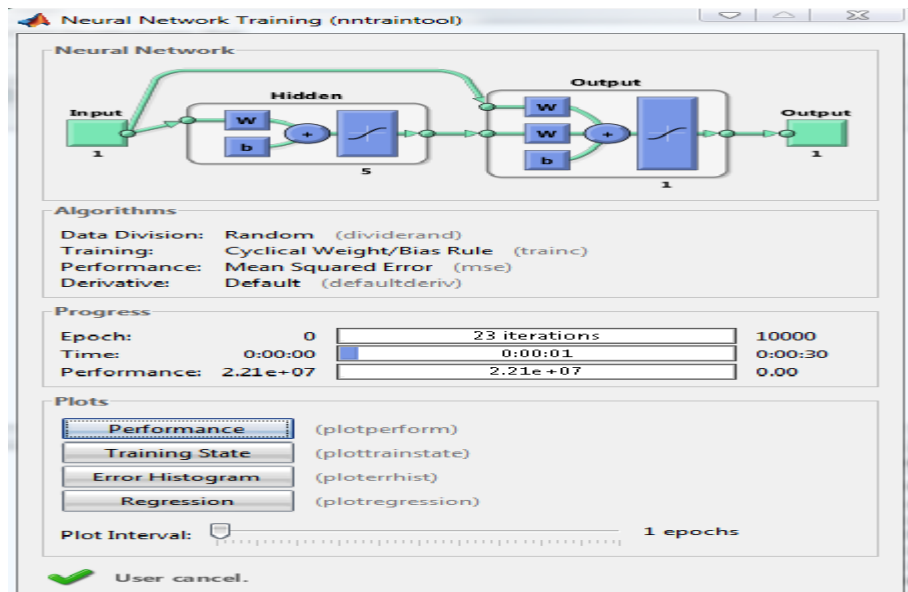 Neural Network Training (nntraintool)
Neural Network
Input
1
Hidden
W
b
+
5
Output
W
W
b
+
1
Output
1
Algorithms
Data Division: Random (dividerand)
Training: Cyclical Weight/Bias Rule (trainc)
Performance: Mean Squared Error (mse)
Derivative: Default (defaultderiv)
Progress
Epoch: 0 23 iterations 10000
Time: 0:00:00 0:00:01 0:00:30
Performance: 2.21e+07 2.21e+07 0.00
Plots
Performance (plotperform)
Training State (plottrainstate)
Error Histogram (ploterrhist)
Regression (plotregression)
Plot Interval: 1 epochs
User cancel.